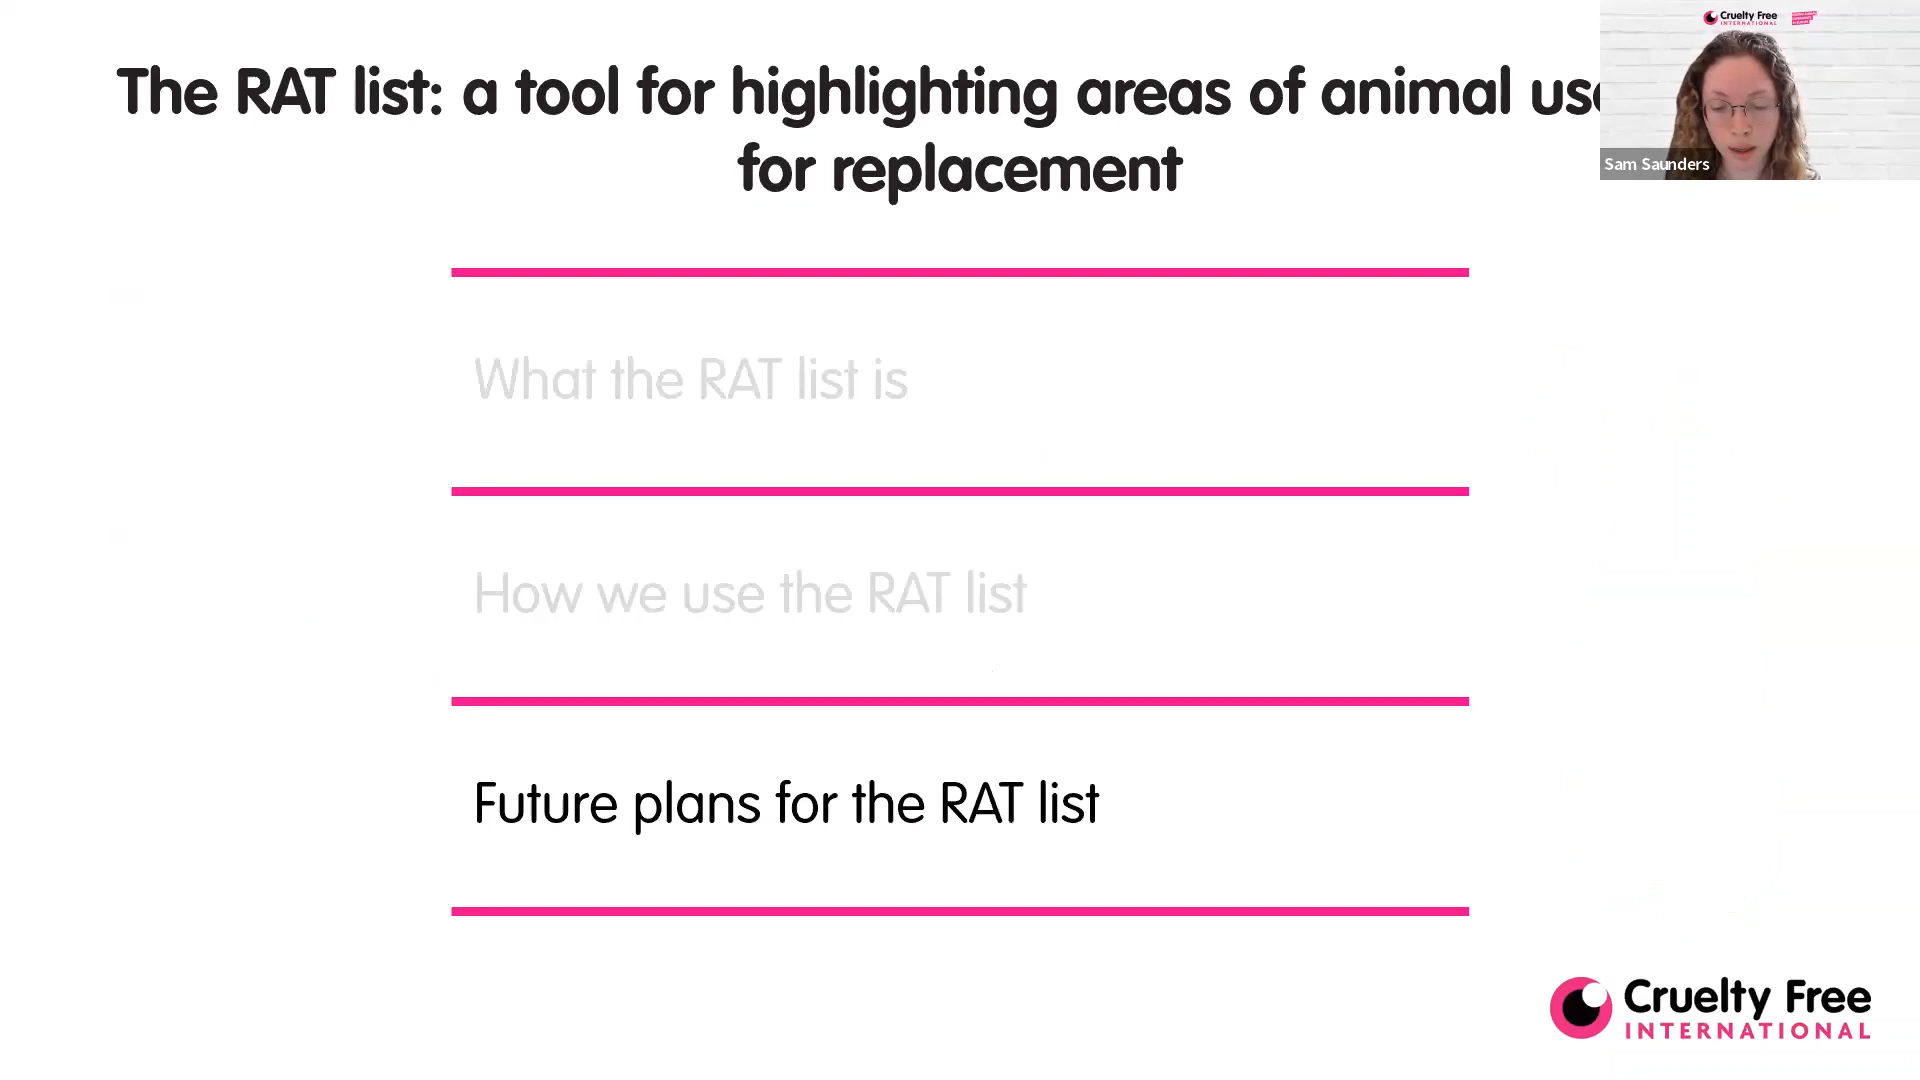 Cruelty Free
INTERNATIONAL
The RAT list: a tool for highlighting areas of animal
for replacement
Sam Saunders
What the RAT list is
How we use the RAT list
Future plans for the RAT list
Cruelty Free
INTERNATIONAL